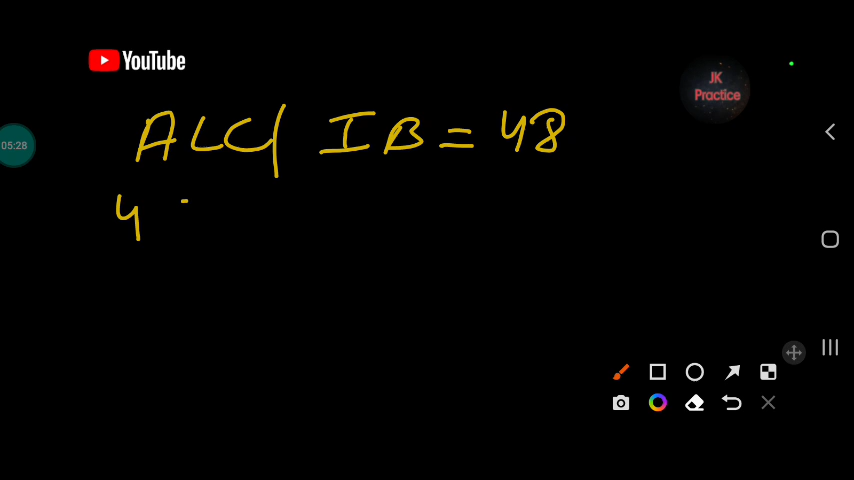 YouTube
JK
Practice
05:28
ALC/ IB = 48
4